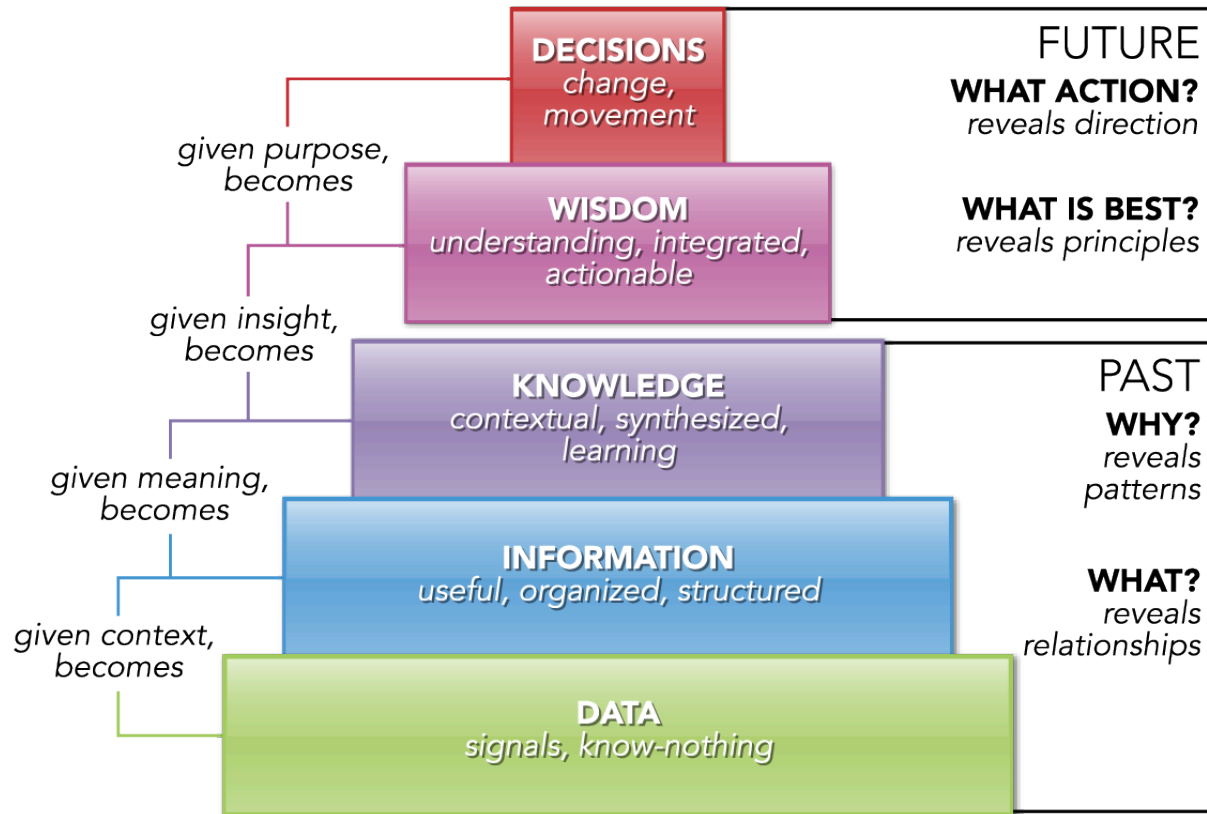 DECISIONS
change,
movement
given purpose,
becomes
WISDOM
understanding, integrated,
actionable
given insight,
becomes
KNOWLEDGE
contextual, synthesized,
learning
given meaning,
becomes
INFORMATION
useful, organized, structured
given context,
becomes
DATA
signals, know-nothing
FUTURE
WHAT ACTION?
reveals direction
WHAT IS BEST?
reveals principles
PAST
WHY?
reveals
patterns
WHAT?
reveals
relationships